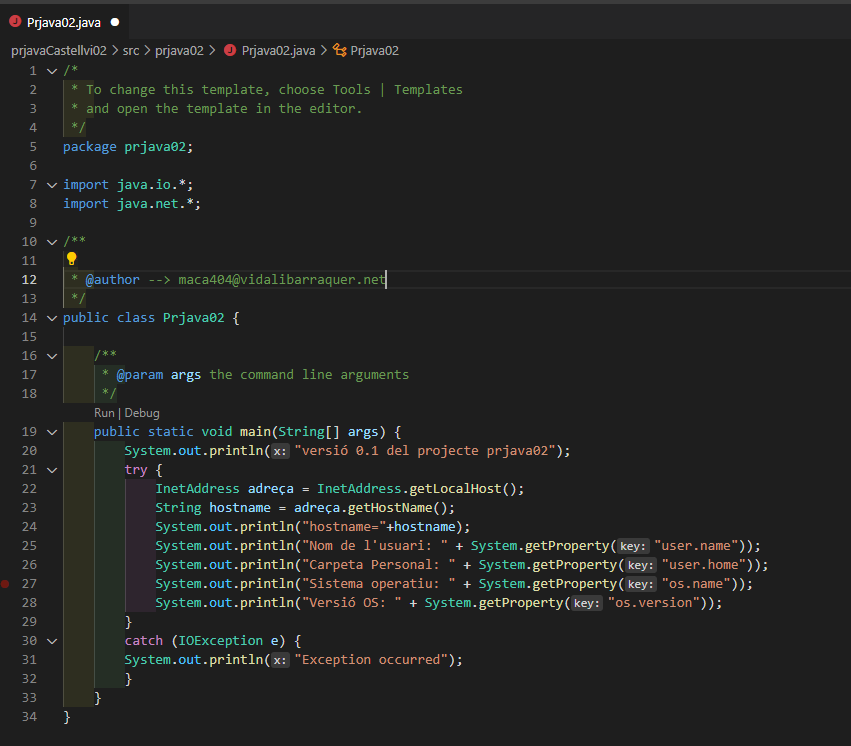 Prjava02.java
prjavaCastellvi02 > src > prjava02 > Prjava02.java > Prjava02
1 /*
2 * To change this template, choose Tools | Templates
3 * and open the template in the editor.
4 */
5 package prjava02;
6
7 import java.io.*;
8 import java.net.*;
9
10 /**
11
12 * @author --> maca404@vidalibarraquer.net
13 */
14 public class Prjava02 {
15
16 /**
17 * @param args the command line arguments
18 */
Run | Debug
19 public static void main(String[] args) {
20 System.out.println(x: "versió 0.1 del projecte prjava02");
21 try {
22 InetAddress adreça = InetAddress.getLocalHost();
23 String hostname = adreça.getHostName();
24 System.out.println("hostname="+hostname);
25 System.out.println("Nom de l'usuari: " + System.getProperty(key: "user.name"));
26 System.out.println("Carpeta Personal: " + System.getProperty(key: "user.home"));
27 System.out.println("Sistema operatiu: " + System.getProperty(key: "os.name"));
28 System.out.println("Versió OS: " + System.getProperty(key: "os.version"));
29 }
30 catch (IOException e) {
31 System.out.println(x: "Exception occurred");
32 }
33 }
34 }